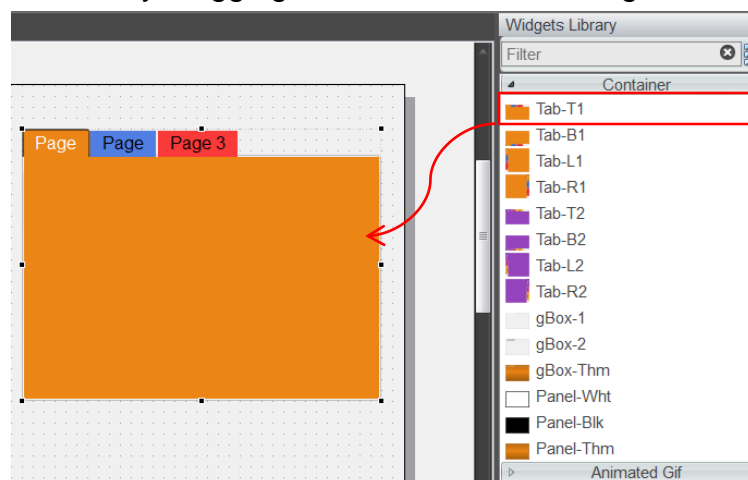 Widgets Library
Filter
Container
Tab-T1
Tab-B1
Tab-L1
Tab-R1
Tab-T2
Tab-B2
Tab-L2
Tab-R2
gBox-1
gBox-2
gBox-Thm
Panel-Wht
Panel-Blk
Panel-Thm
Animated Gif
Page Page Page 3